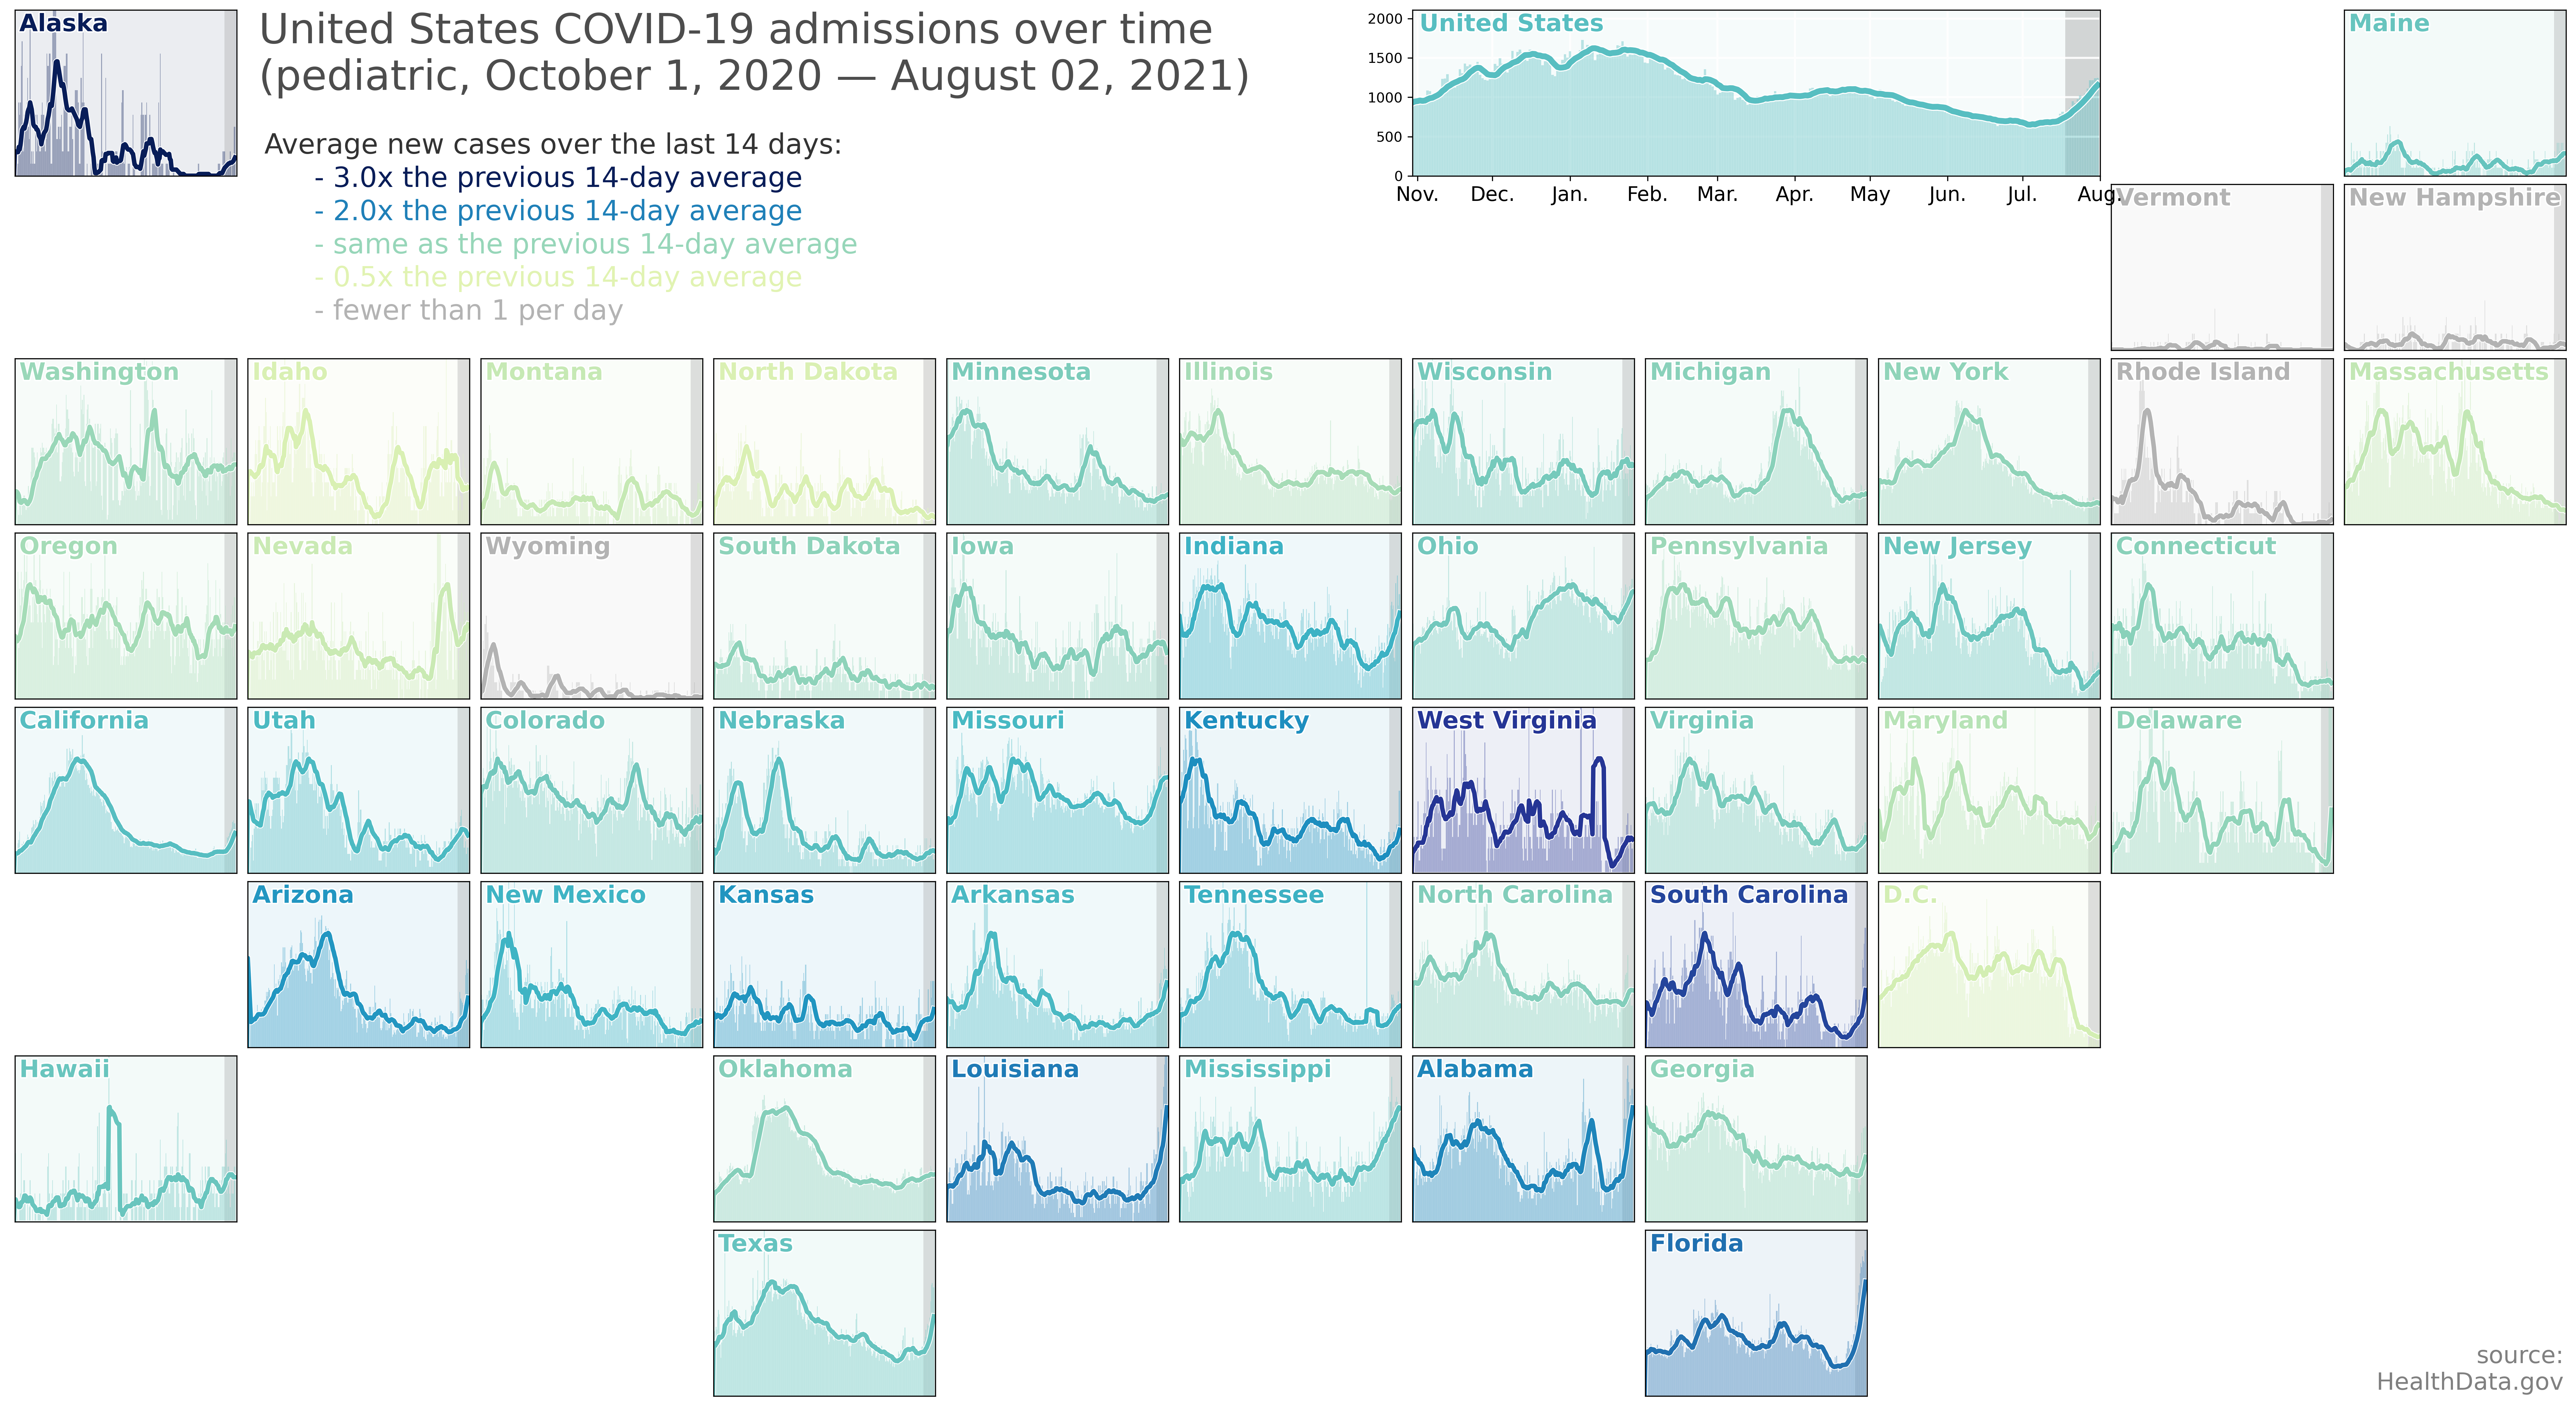 Alaska
United States COVID-19 admissions over time
(pediatric, October 1, 2020 — August 02, 2021)
Average new cases over the last 14 days:
- 3.0x the previous 14-day average
- 2.0x the previous 14-day average
- same as the previous 14-day average
- 0.5x the previous 14-day average
- fewer than 1 per day
United States
2000
1500
1000
500
0
Nov. Dec. Jan. Feb. Mar. Apr. May Jun. Jul. Aug.
Maine
Vermont New Hampshire
Washington Idaho Montana North Dakota Minnesota Illinois Wisconsin Michigan New York Rhode Island Massachusetts
Oregon Nevada Wyoming South Dakota Iowa Indiana Ohio Pennsylvania New Jersey Connecticut
California Utah Colorado Nebraska Missouri Kentucky West Virginia Virginia Maryland Delaware
Arizona New Mexico Kansas Arkansas Tennessee North Carolina South Carolina D.C.
Hawaii Oklahoma Louisiana Mississippi Alabama Georgia
Texas Florida
source:
HealthData.gov